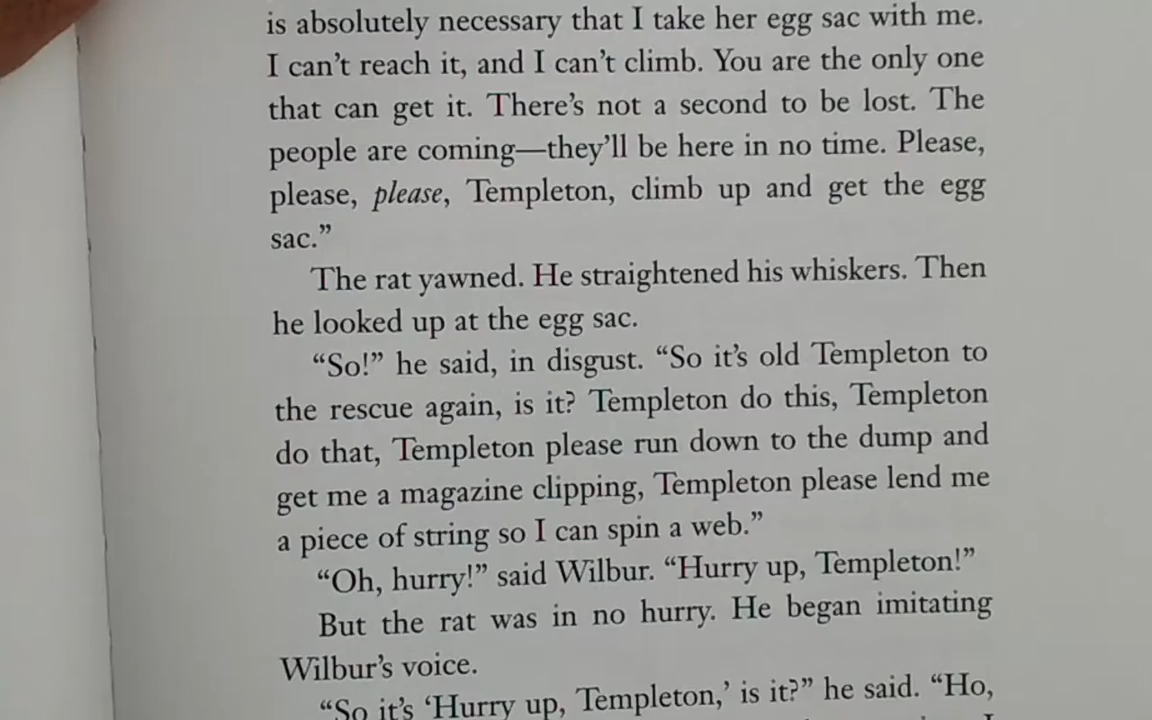 is absolutely necessary that I take her egg sac with me.
I can’t reach it, and I can’t climb. You are the only one
that can get it. There’s not a second to be lost. The
people are coming—they’ll be here in no time. Please,
please, please, Templeton, climb up and get the egg
sac.”
The rat yawned. He straightened his whiskers. Then
he looked up at the egg sac.
“So!” he said, in disgust. “So it’s old Templeton to
the rescue again, is it? Templeton do this, Templeton
do that, Templeton please run down to the dump and
get me a magazine clipping, Templeton please lend me
a piece of string so I can spin a web.”
“Oh, hurry!” said Wilbur. “Hurry up, Templeton!”
But the rat was in no hurry. He began imitating
Wilbur’s voice.
“So it’s ‘Hurry up, Templeton,’ is it?” he said. “Ho,